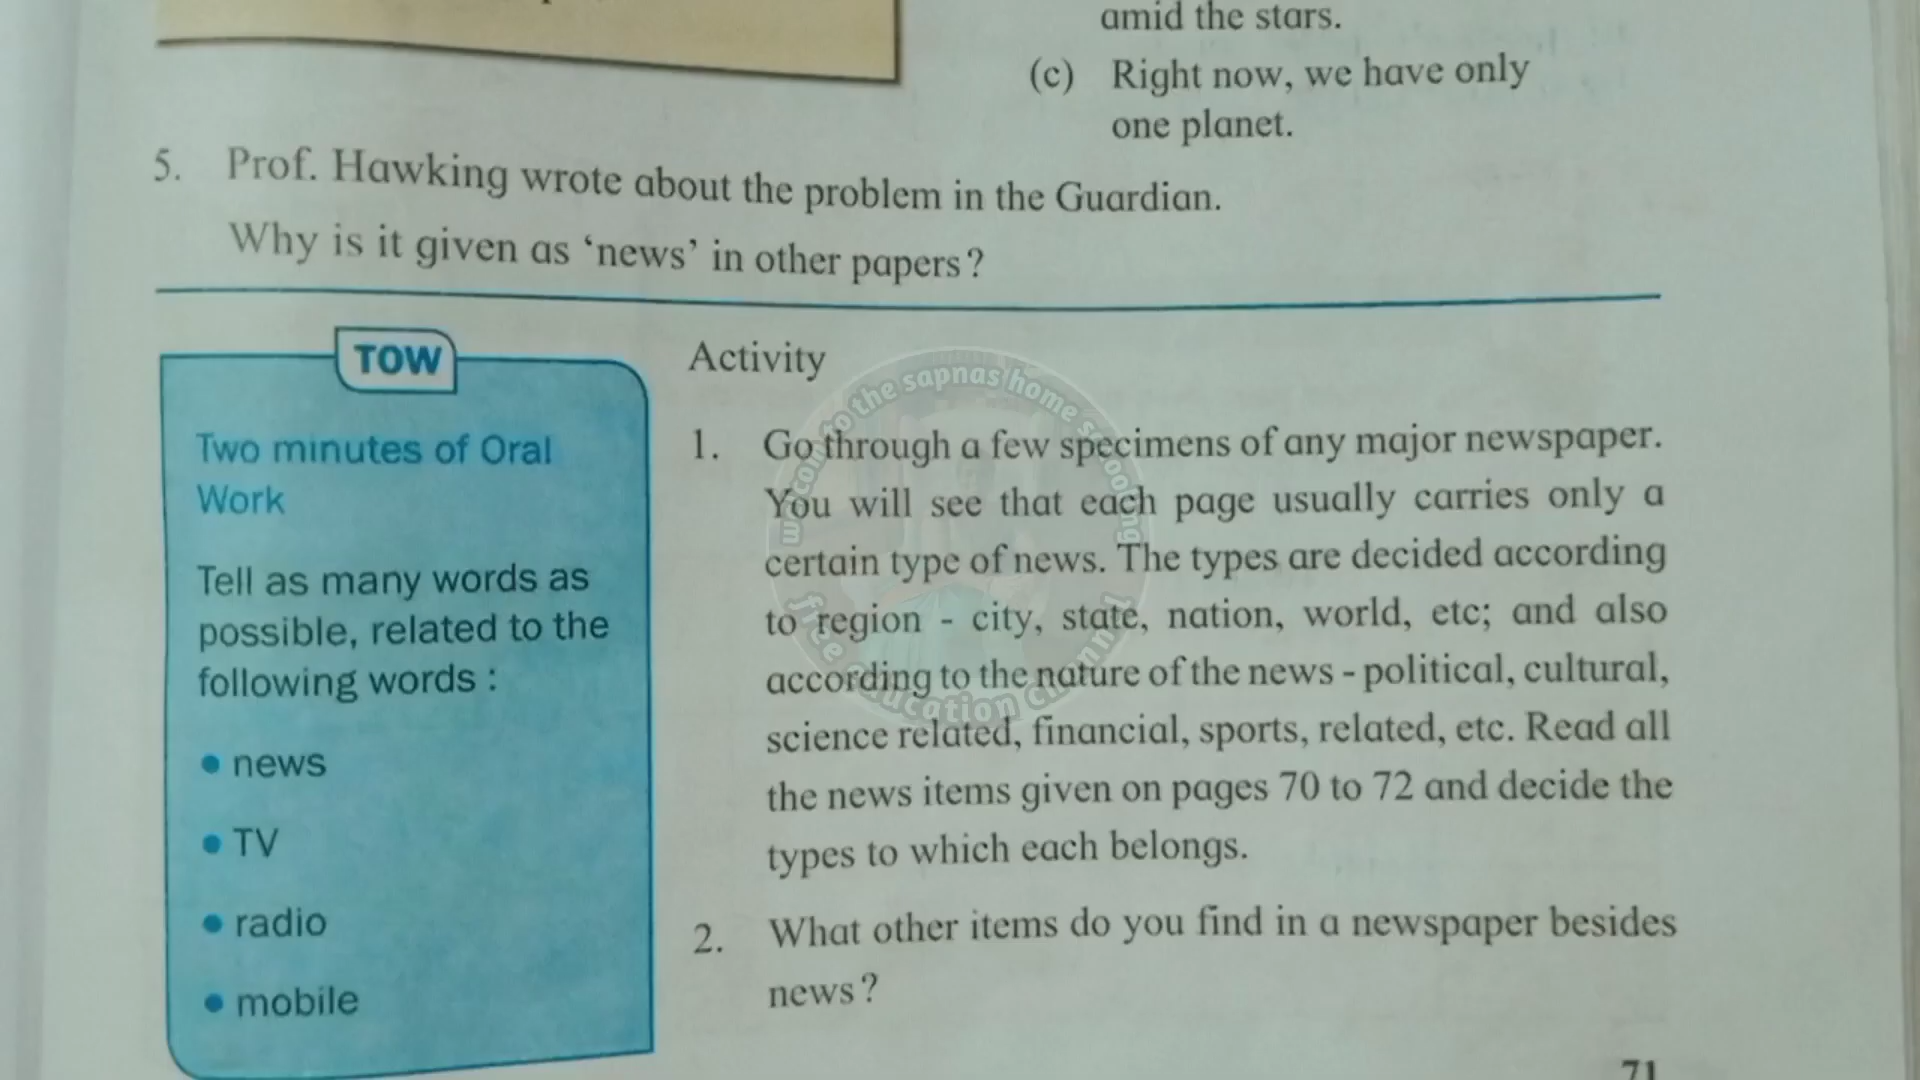 amid the stars.
(c) Right now, we have only
one planet.
5. Prof. Hawking wrote about the problem in the Guardian.
Why is it given as ‘news’ in other papers?
TOW
Two minutes of Oral
Work
Tell as many words as
possible, related to the
following words :
• news
• TV
• radio
• mobile
Activity
1. Go through a few specimens of any major newspaper.
You will see that each page usually carries only a
certain type of news. The types are decided according
to region - city, state, nation, world, etc; and also
according to the nature of the news - political, cultural,
science related, financial, sports, related, etc. Read all
the news items given on pages 70 to 72 and decide the
types to which each belongs.
2. What other items do you find in a newspaper besides
news?
71
to the sapnas home
free education channel